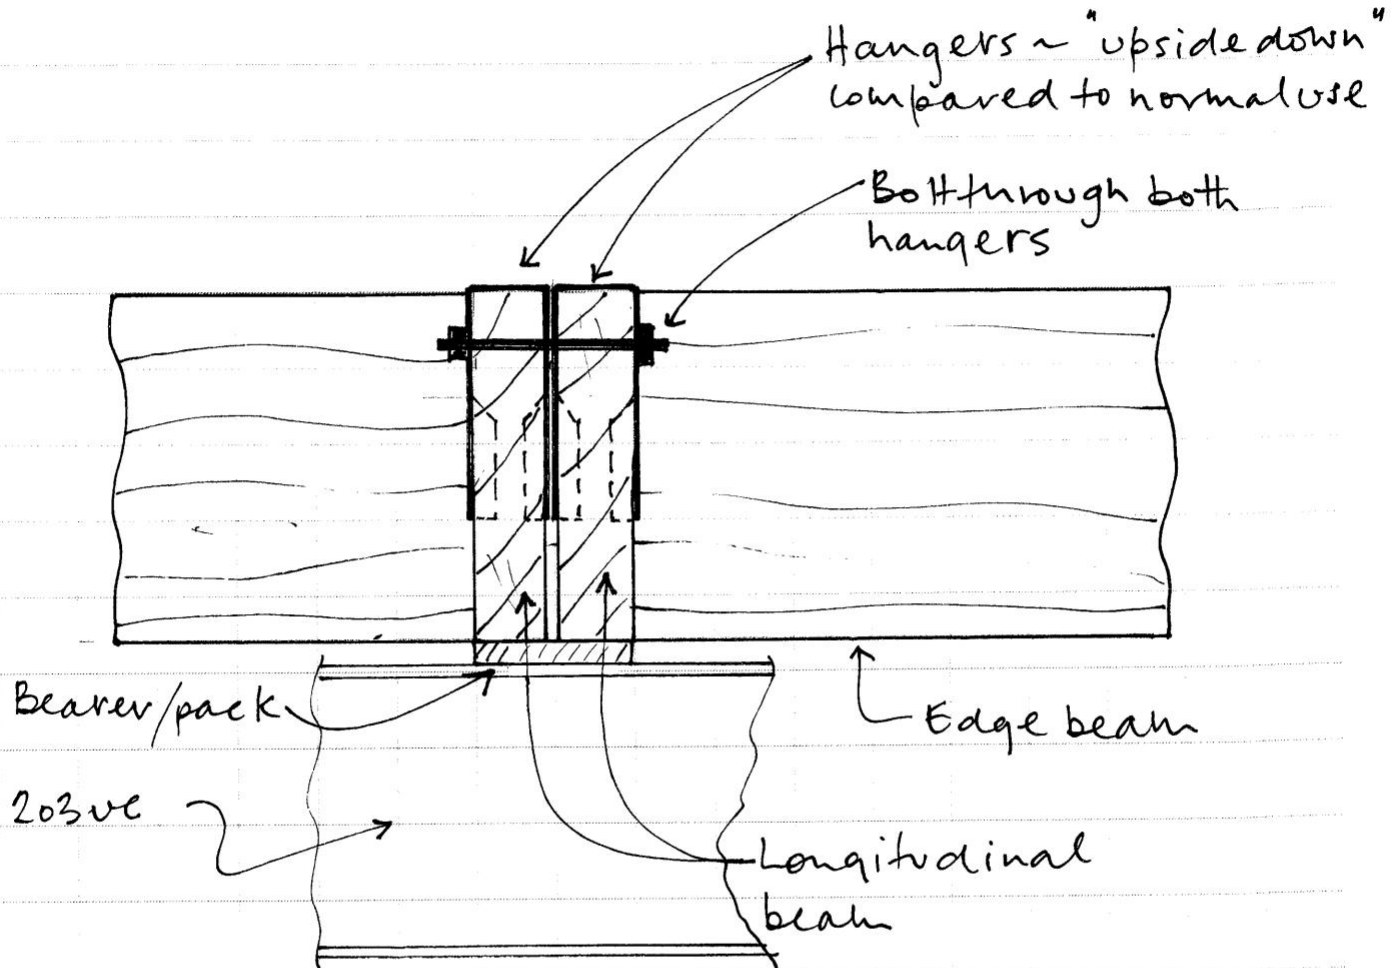 Hangers ~ "upside down"
compared to normal use
Bolt through both
hangers
Bearer/pack
Edge beam
203uc
Longitudinal
beam